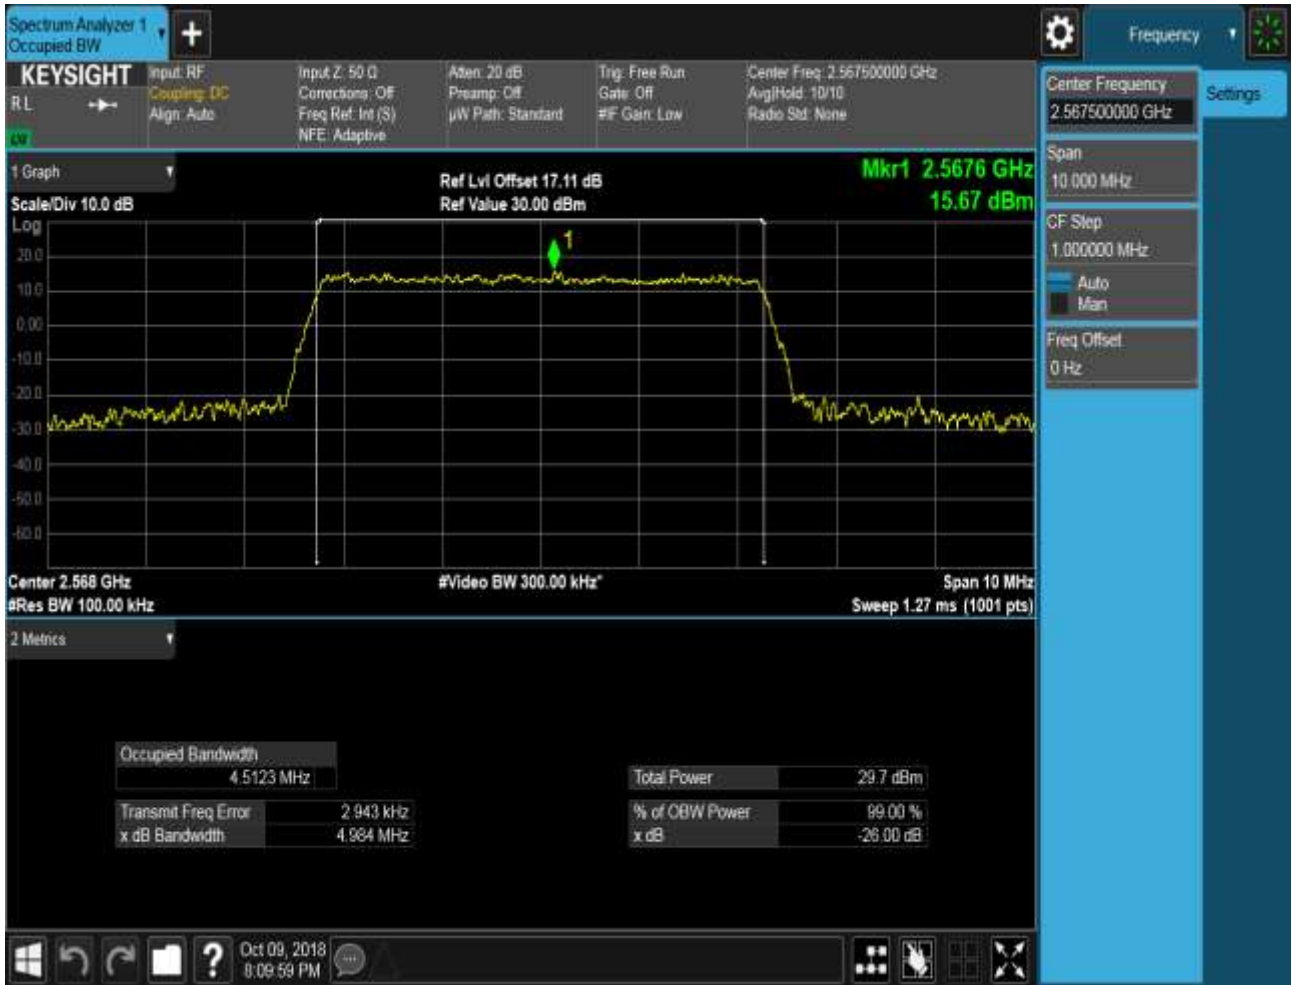 Spectrum Analyzer 1
Occupied BW
Frequency
KEYSIGHT
RL
Input: RF
Coupling: DC
Align: Auto
Input Z: 50 Ω
Corrections: Off
Freq Ref: Int (S)
NFE: Adaptive
Atten: 20 dB
Preamp: Off
µW Path: Standard
Trig: Free Run
Gate: Off
#IF Gain: Low
Center Freq: 2.567500000 GHz
Avg|Hold: 10/10
Radio Std: None
Center Frequency
2.567500000 GHz
Settings
Span
10.000 MHz
CF Step
1.000000 MHz
Auto
Man
Freq Offset
0 Hz
1 Graph
Scale/Div 10.0 dB
Ref Lvl Offset 17.11 dB
Ref Value 30.00 dBm
Mkr1 2.5676 GHz
15.67 dBm
Log
1
20.0
10.0
0.00
-10.0
-20.0
-30.0
-40.0
-50.0
-60.0
Center 2.568 GHz
#Video BW 300.00 kHz*
Span 10 MHz
#Res BW 100.00 kHz
Sweep 1.27 ms (1001 pts)
2 Metrics
Occupied Bandwidth
4.5123 MHz
Total Power 29.7 dBm
Transmit Freq Error 2.943 kHz
% of OBW Power 99.00 %
x dB Bandwidth 4.984 MHz
x dB -26.00 dB
?
Oct 09, 2018
8:09:59 PM